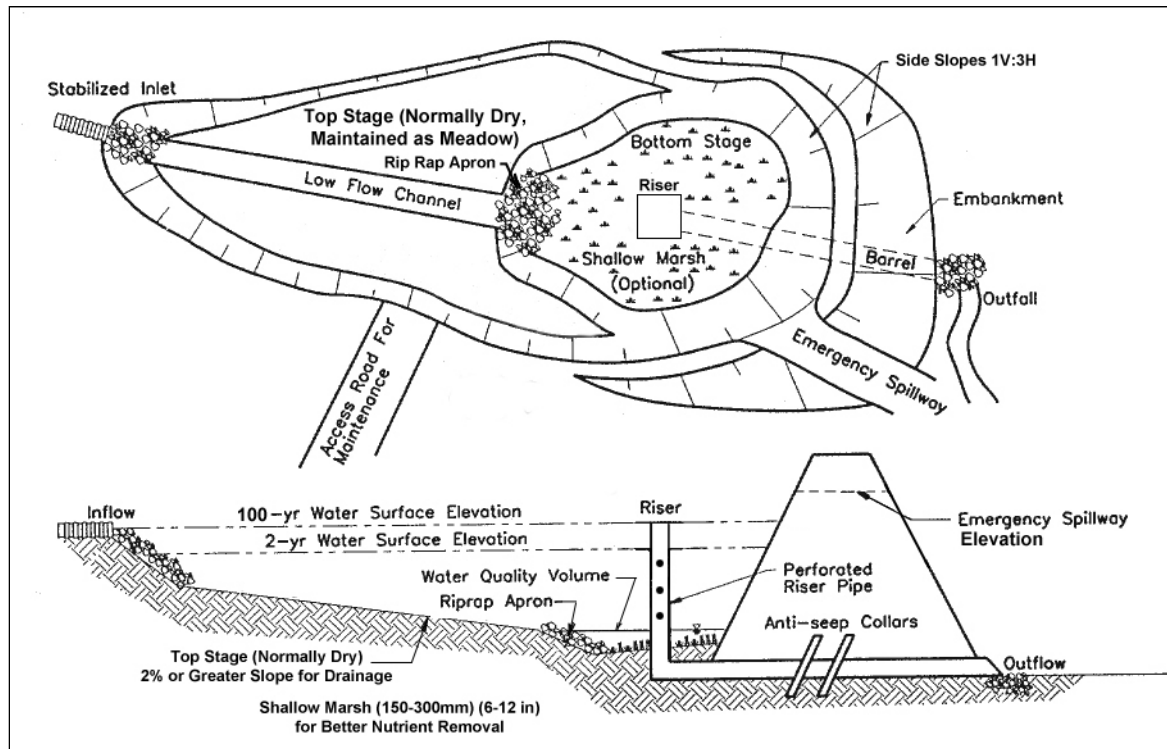 Stabilized Inlet
Top Stage (Normally Dry,
Maintained as Meadow)
Rip Rap Apron
Low Flow Channel
Bottom Stage
Riser
Shallow Marsh
(Optional)
Side Slopes 1V:3H
Embankment
Barrel
Outfall
Emergency Spillway
Access Road For
Maintenance
Inflow
100-yr Water Surface Elevation
2-yr Water Surface Elevation
Riser
Emergency Spillway
Elevation
Water Quality Volume
Riprap Apron
Perforated
Riser Pipe
Anti-seep Collars
Outflow
Top Stage (Normally Dry)
2% or Greater Slope for Drainage
Shallow Marsh (150-300mm) (6-12 in)
for Better Nutrient Removal